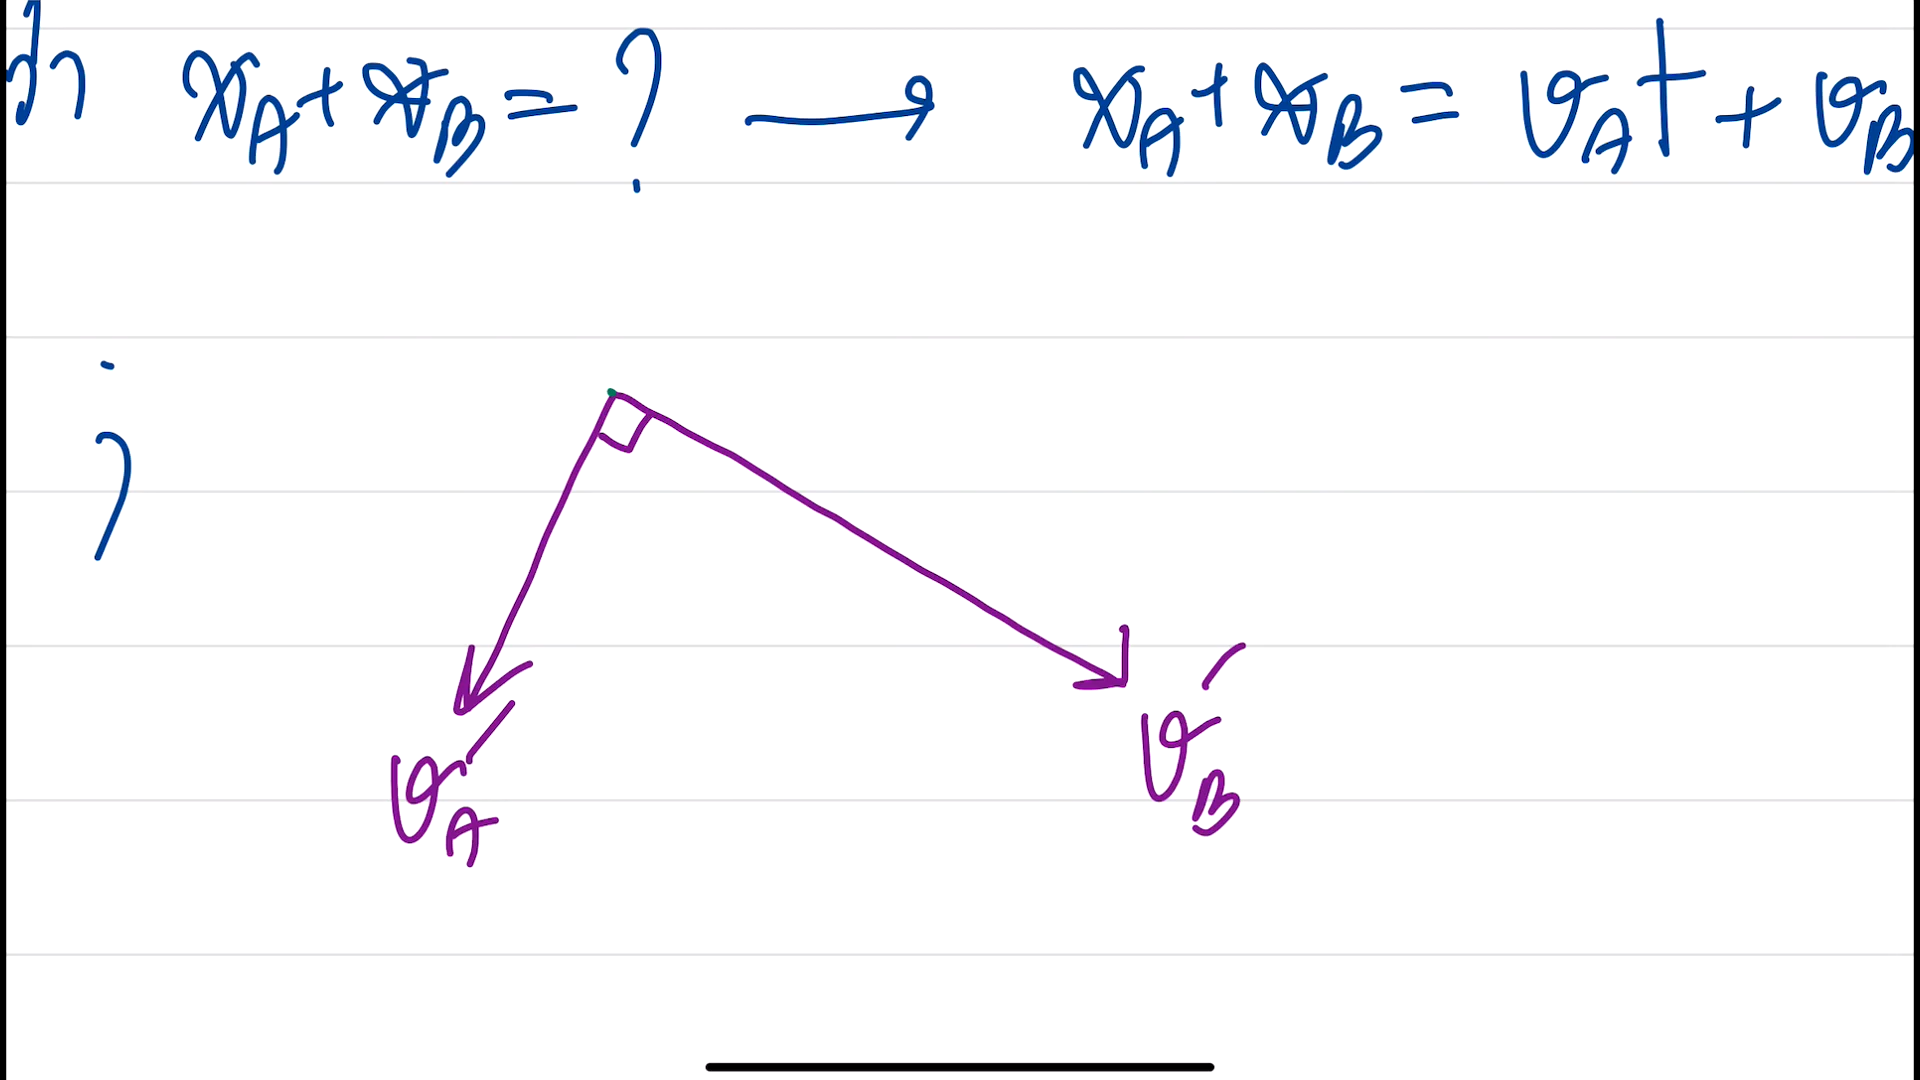 x_A + x_B = ? → x_A + x_B = v_A t + v_B
v_A'
v_B'